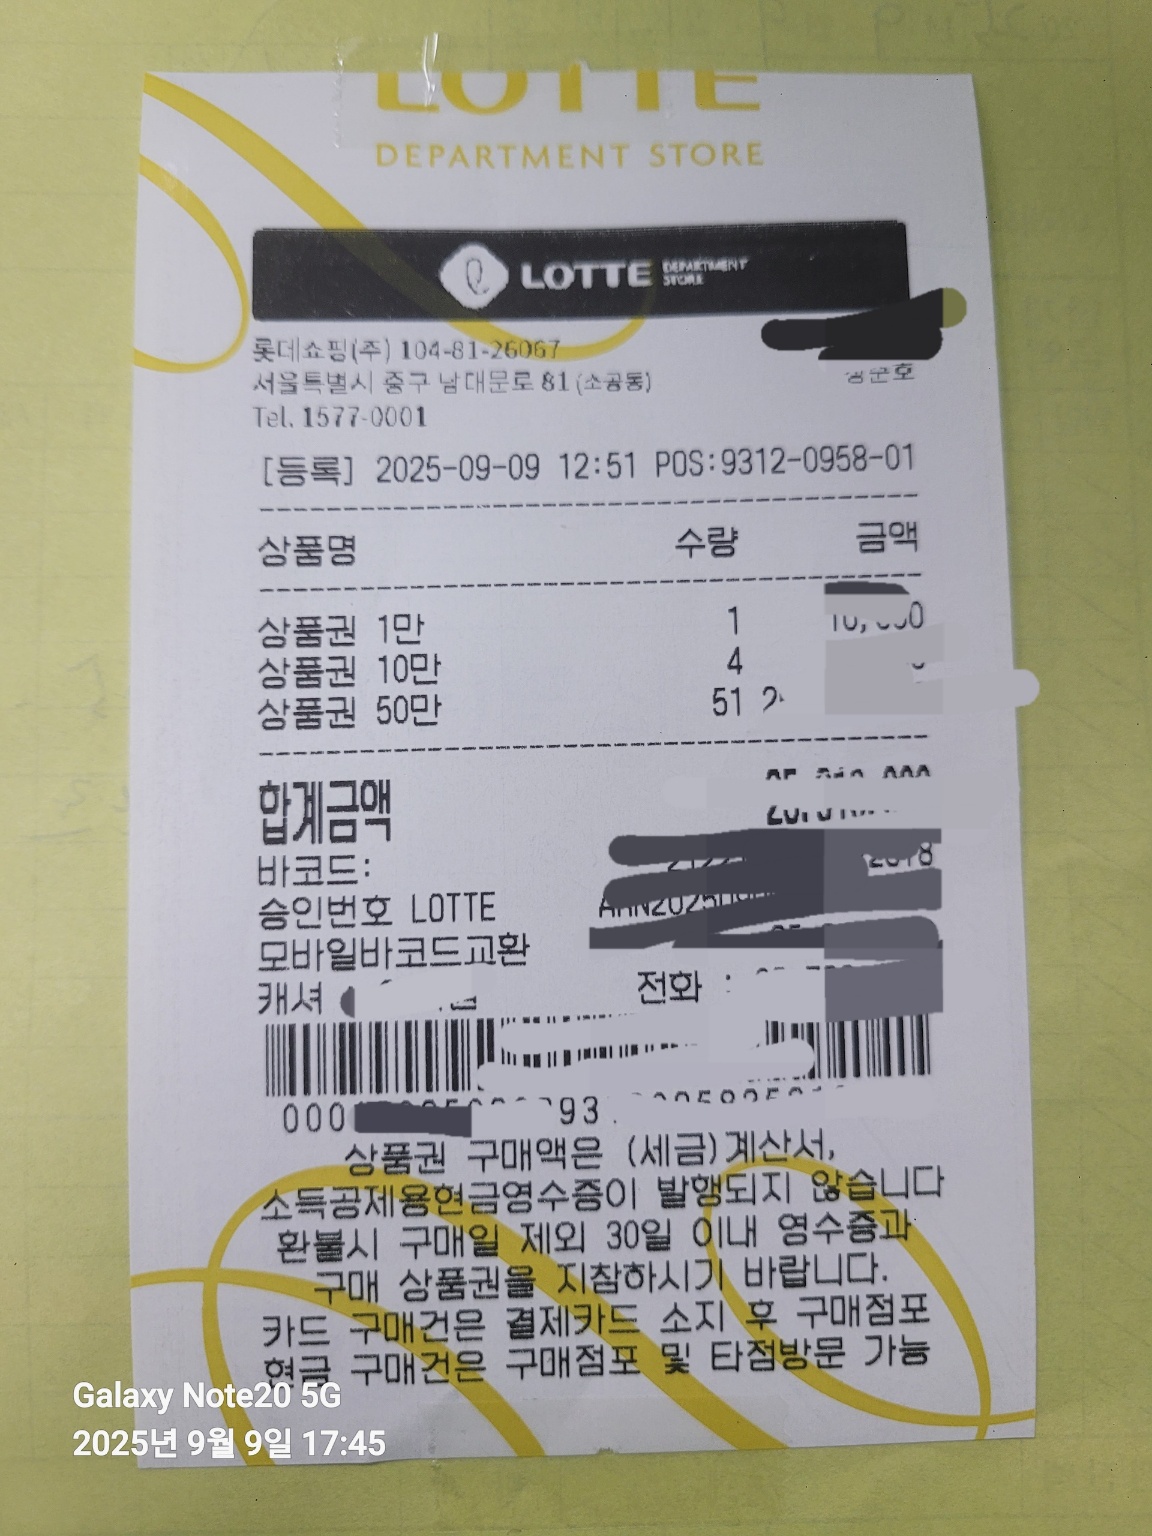 LOTTE
DEPARTMENT STORE
LOTTE DEPARTMENT STORE
롯데쇼핑(주) 104-81-26067
서울특별시 중구 남대문로 81 (소공동)
Tel. 1577-0001
[등록] 2025-09-09 12:51 POS:9312-0958-01
상품명 수량 금액
상품권 1만 1
상품권 10만 4
상품권 50만 51
합계금액
바코드:
승인번호 LOTTE
모바일바코드교환
캐셔 전화 :
000 93
상품권 구매액은 (세금)계산서,
소득공제용현금영수증이 발행되지 않습니다
환불시 구매일 제외 30일 이내 영수증과
구매 상품권을 지참하시기 바랍니다.
카드 구매건은 결제카드 소지 후 구매점포
현금 구매건은 구매점포 및 타점방문 가능
Galaxy Note20 5G
2025년 9월 9일 17:45